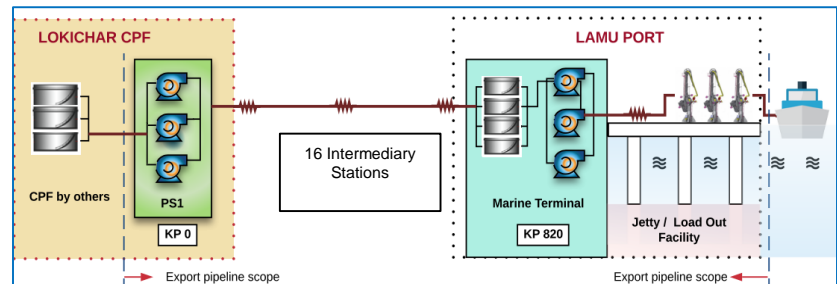 LOKICHAR CPF
LAMU PORT
16 Intermediary
Stations
CPF by others
PS1
Marine Terminal
Jetty / Load Out
Facility
KP 0
KP 820
Export pipeline scope
Export pipeline scope